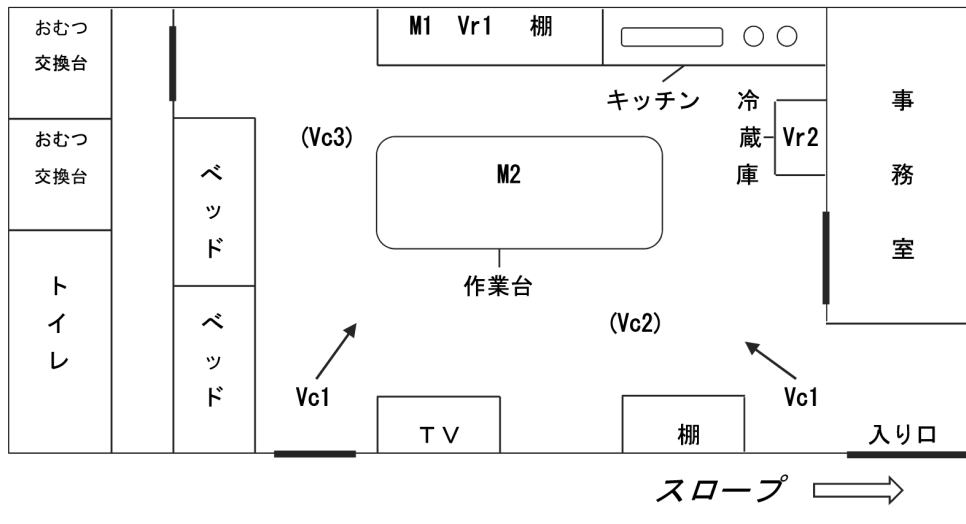 おむつ
交換台
おむつ
交換台
トイレ
ベッド
ベッド
M1 Vr1 棚
キッチン
冷蔵庫
Vr2
事務室
(Vc3)
M2
作業台
(Vc2)
Vc1
Vc1
TV
棚
入り口
スロープ